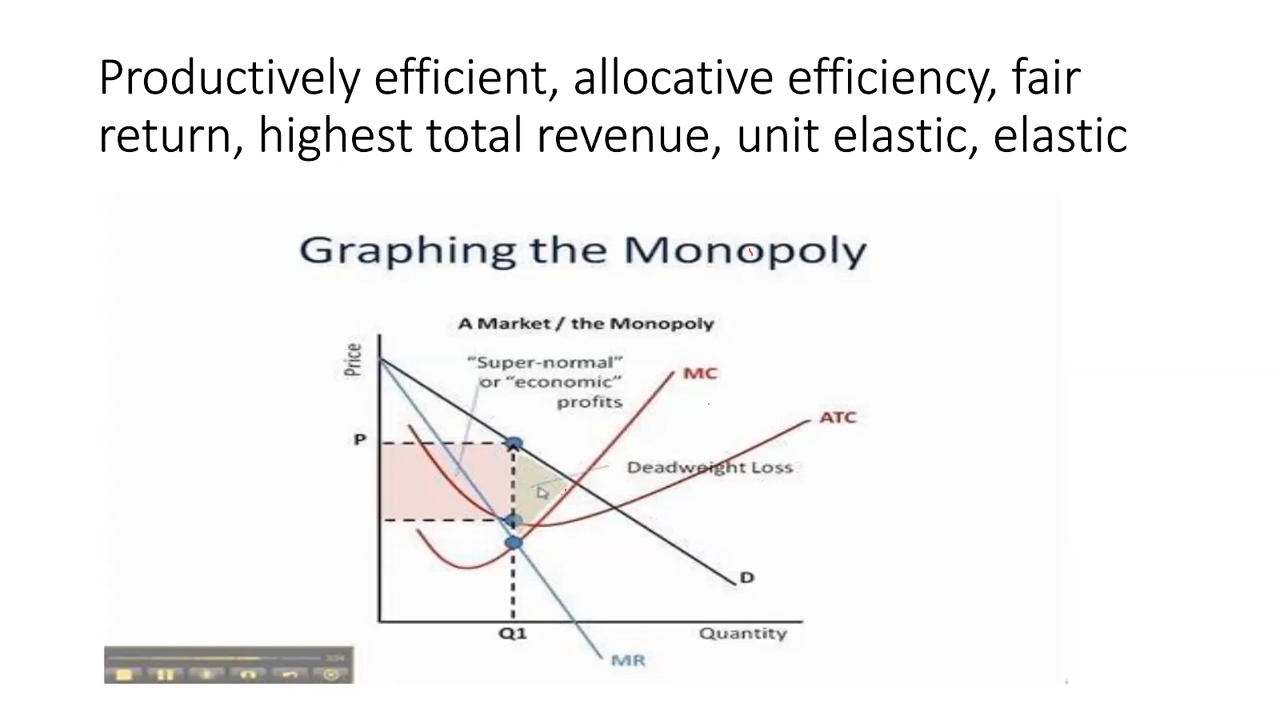 Productively efficient, allocative efficiency, fair
return, highest total revenue, unit elastic, elastic
Graphing the Monopoly
A Market / the Monopoly
Price
"Super-normal"
or "economic"
profits
MC
ATC
P
Deadweight Loss
D
Q1
Quantity
MR